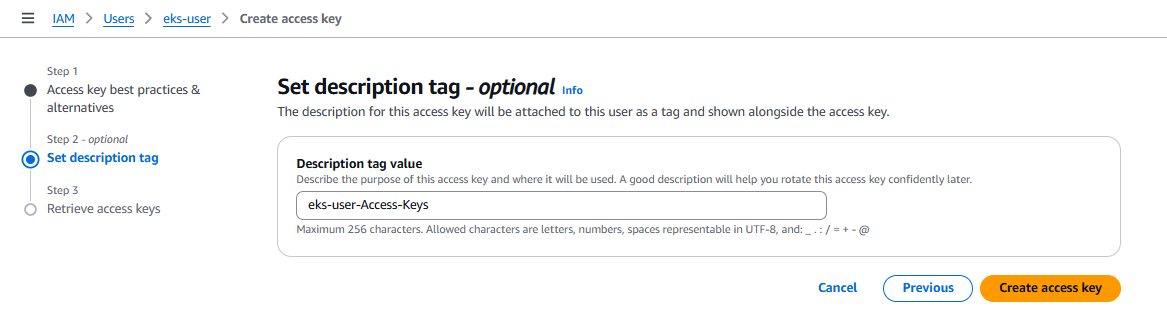 IAM > Users > eks-user > Create access key
Step 1
Access key best practices &
alternatives
Step 2 - optional
Set description tag
Step 3
Retrieve access keys
Set description tag - optional Info
The description for this access key will be attached to this user as a tag and shown alongside the access key.
Description tag value
Describe the purpose of this access key and where it will be used. A good description will help you rotate this access key confidently later.
eks-user-Access-Keys
Maximum 256 characters. Allowed characters are letters, numbers, spaces representable in UTF-8, and: _ . : / = + - @
Cancel Previous Create access key